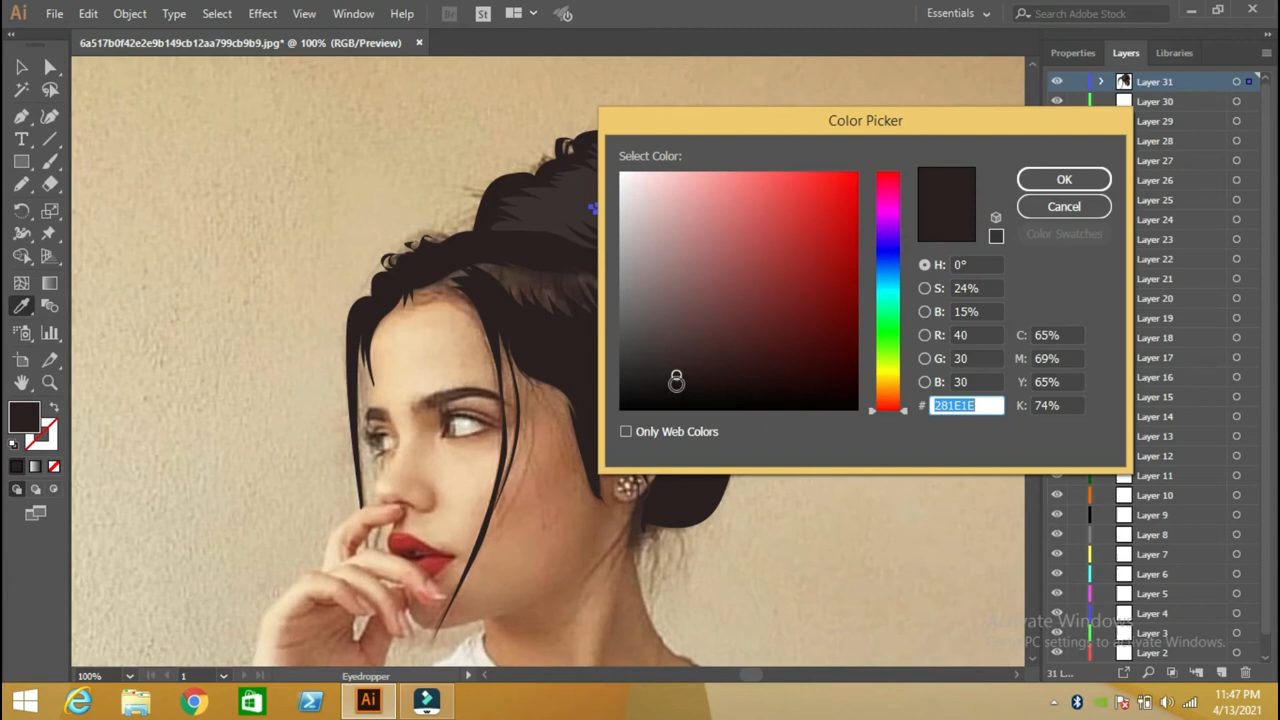 Ai File Edit Object Type Select Effect View Window Help Br St Essentials Search Adobe Stock
6a517b0f42e2e9b149cb12aa799cb9b9.jpg* @ 100% (RGB/Preview)
Properties Layers Libraries
Layer 31
Layer 30
Layer 29
Layer 28
Layer 27
Layer 26
Layer 25
Layer 24
Layer 23
Layer 22
Layer 21
Layer 20
Layer 19
Layer 18
Layer 17
Layer 16
Layer 15
Layer 14
Layer 13
Layer 12
Layer 11
Layer 10
Layer 9
Layer 8
Layer 7
Layer 6
Layer 5
Layer 4
Layer 3
Layer 2
Color Picker
Select Color:
OK
Cancel
Color Swatches
H: 0°
S: 24%
B: 15%
R: 40 C: 65%
G: 30 M: 69%
B: 30 Y: 65%
# 281E1E K: 74%
Only Web Colors
Activate Windows
PC settings to activate Windows.
100% 1 Eyedropper 31 L...
Ai
11:47 PM
4/13/2021